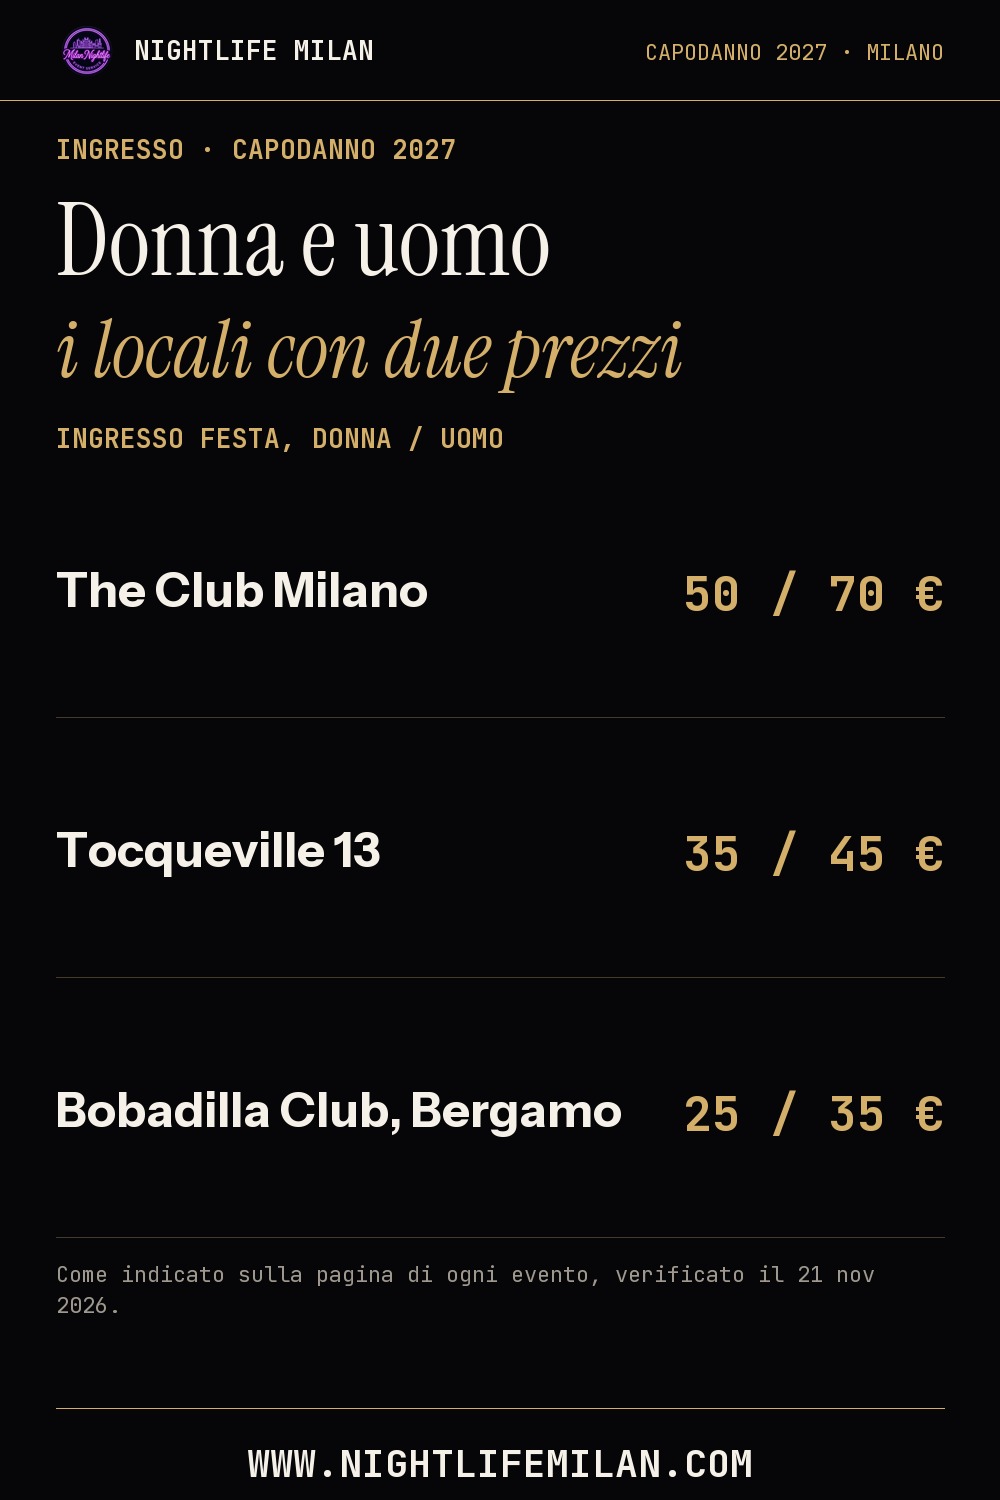 Milan Nightlife
NIGHTLIFE MILAN
CAPODANNO 2027 · MILANO
INGRESSO · CAPODANNO 2027
Donna e uomo
i locali con due prezzi
INGRESSO FESTA, DONNA / UOMO
The Club Milano 50 / 70 €
Tocqueville 13 35 / 45 €
Bobadilla Club, Bergamo 25 / 35 €
Come indicato sulla pagina di ogni evento, verificato il 21 nov
2026.
WWW.NIGHTLIFEMILAN.COM